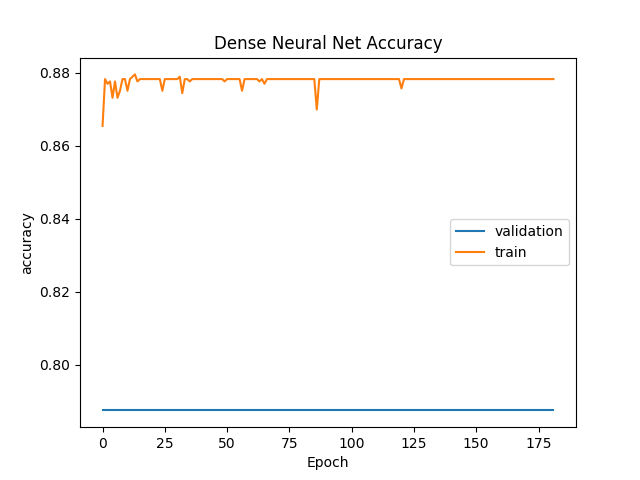 Dense Neural Net Accuracy
0.88
0.86
0.84
0.82
0.80
accuracy
validation
train
0 25 50 75 100 125 150 175
Epoch